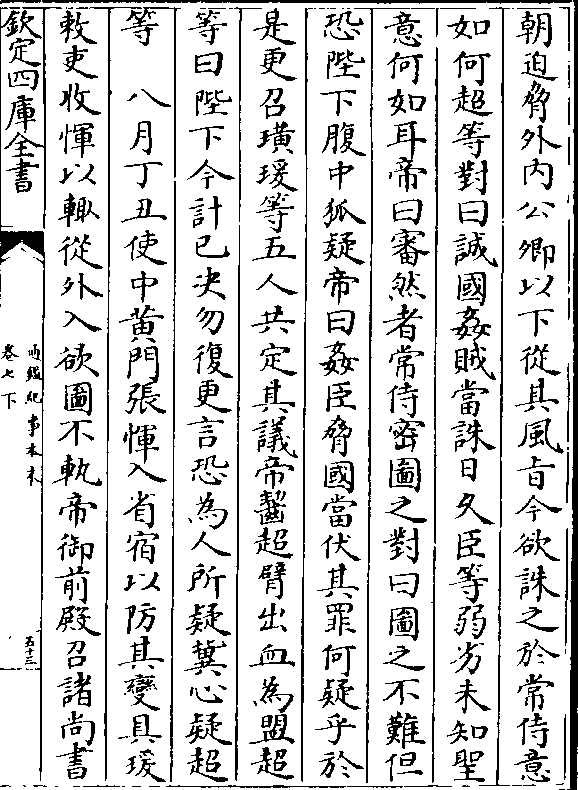 朝迫脅外内公卿以下從其風旨今欲誅之於常侍意
如何超等對曰誠國姦賊當誅日夂臣等弱劣未知聖
意何如耳帝曰審然者常侍密圖之對曰圖之不難但
恐陛下腹中狐疑帝曰姦臣脅國當伏其罪何疑乎於
是更召璜瑗等五人共定其議帝齧超臂出血為盟超
等曰陛下今計已决勿復更言恐為人所疑冀心疑超
等　八月丁丑使中黄門張惲入省宿以防其變具瑗
敕吏收惲以輙從外入欲圖不軌帝御前殿召諸尚書
欽定四庫全書
通鑑紀事本末
卷七下
五十三